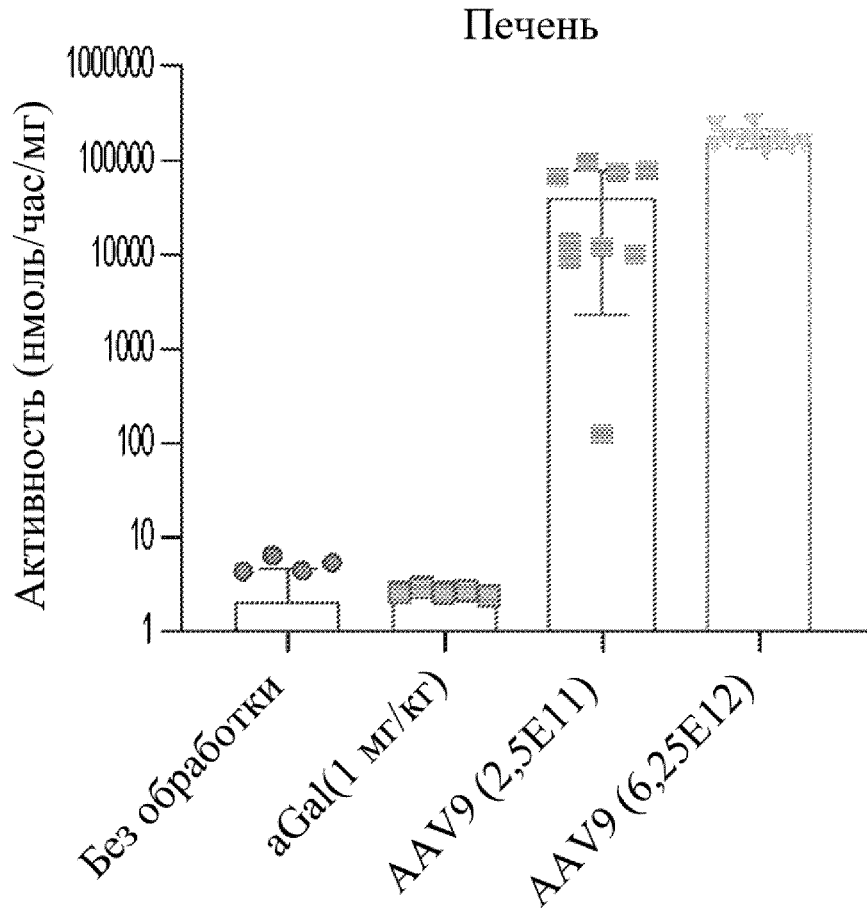 Печень
Активность (нмоль/час/мг)
1000000
100000
10000
1000
100
10
1
Без обработки
aGal(1 мг/кг)
AAV9 (2,5E11)
AAV9 (6,25E12)